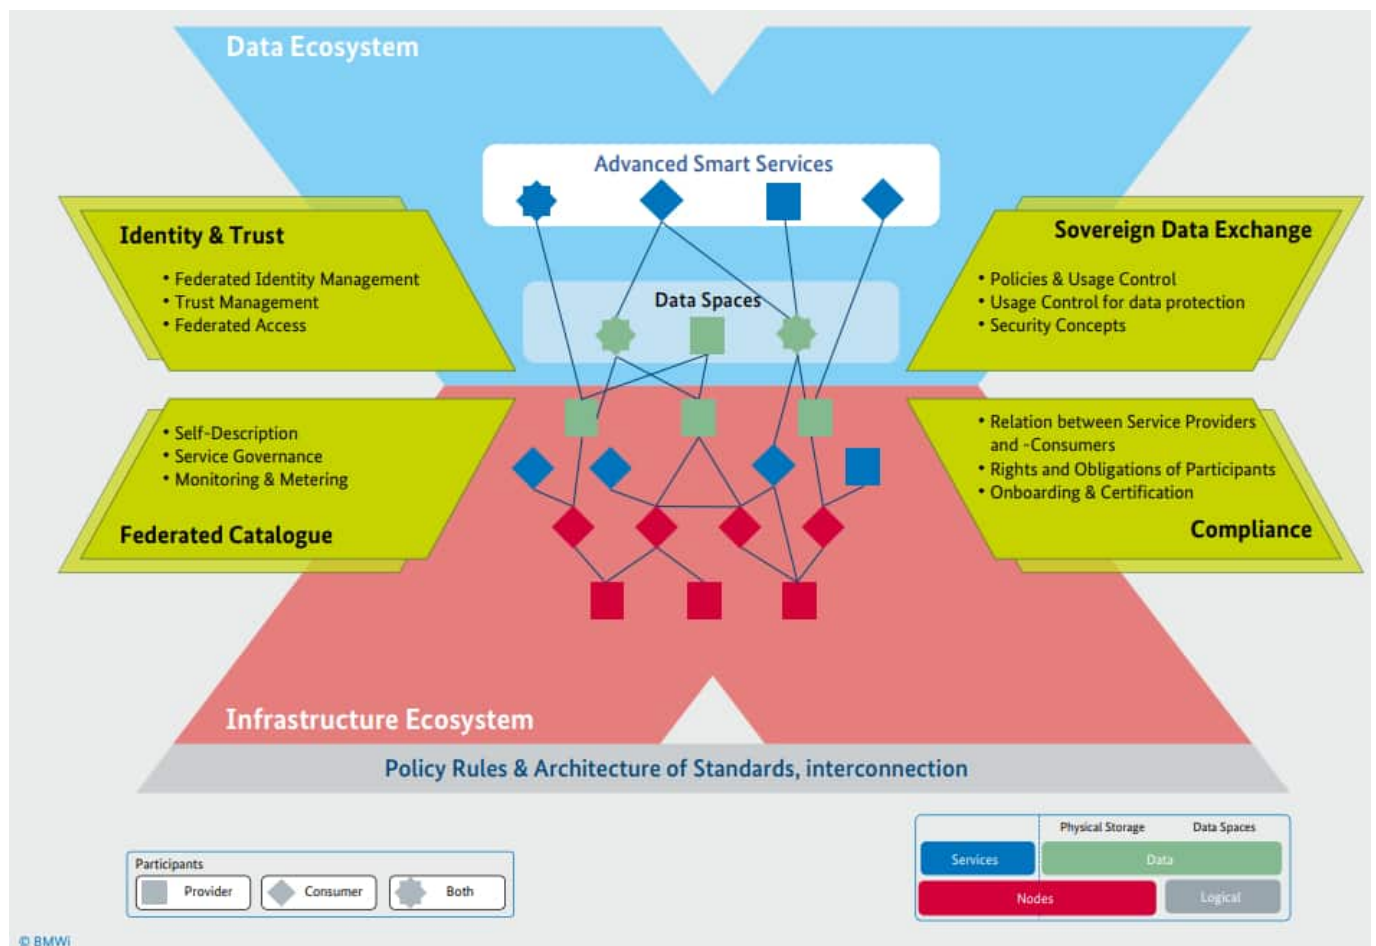 Data Ecosystem
Advanced Smart Services
Identity & Trust
• Federated Identity Management
• Trust Management
• Federated Access
Sovereign Data Exchange
• Policies & Usage Control
• Usage Control for data protection
• Security Concepts
Data Spaces
• Self-Description
• Service Governance
• Monitoring & Metering
Federated Catalogue
• Relation between Service Providers
and -Consumers
• Rights and Obligations of Participants
• Onboarding & Certification
Compliance
Infrastructure Ecosystem
Policy Rules & Architecture of Standards, interconnection
Participants
Provider
Consumer
Both
Physical Storage
Data Spaces
Services
Data
Nodes
Logical
© BMWi